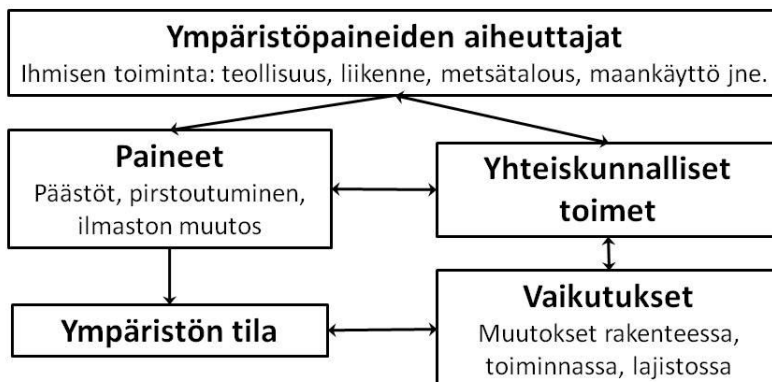 Ympäristöpaineiden aiheuttajat
Ihmisen toiminta: teollisuus, liikenne, metsätalous, maankäyttö jne.
Paineet
Päästöt, pirstoutuminen,
ilmaston muutos
Yhteiskunnalliset
toimet
Ympäristön tila
Vaikutukset
Muutokset rakenteessa,
toiminnassa, lajistossa